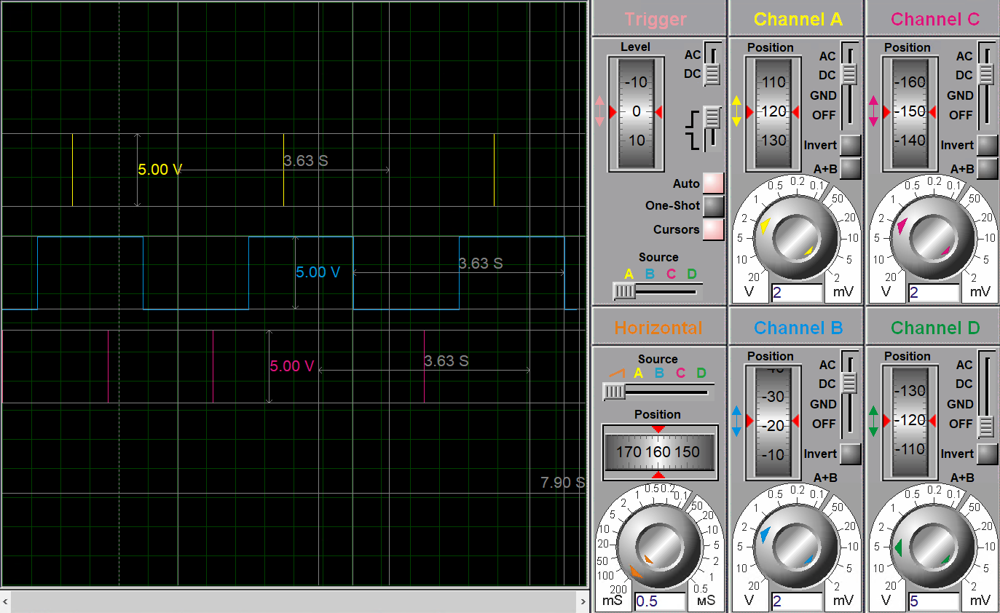 5.00 V
3.63 S
5.00 V
3.63 S
5.00 V
3.63 S
7.90 S
Trigger
Level
-10
0
10
AC
DC
Auto
One-Shot
Cursors
Source
A B C D
Channel A
Position
110
120
130
AC
DC
GND
OFF
Invert
A+B
20 10 5 2 1 0.5 0.2 0.1 50 20 10 5 2
V
2
mV
Channel C
Position
-160
-150
-140
AC
DC
GND
OFF
Invert
A+B
20 10 5 2 1 0.5 0.2 0.1 50 20 10 5 2
V
2
mV
Horizontal
Source
A B C D
Position
170 160 150
200 100 50 20 10 5 2 1 0.5 0.2 0.1 50 20 10 5 2 1 0.5
mS
0.5
мS
Channel B
Position
-40
-30
-20
-10
AC
DC
GND
OFF
Invert
A+B
20 10 5 2 1 0.5 0.2 0.1 50 20 10 5 2
V
2
mV
Channel D
Position
-130
-120
-110
AC
DC
GND
OFF
Invert
A+B
20 10 5 2 1 0.5 0.2 0.1 50 20 10 5 2
V
5
mV